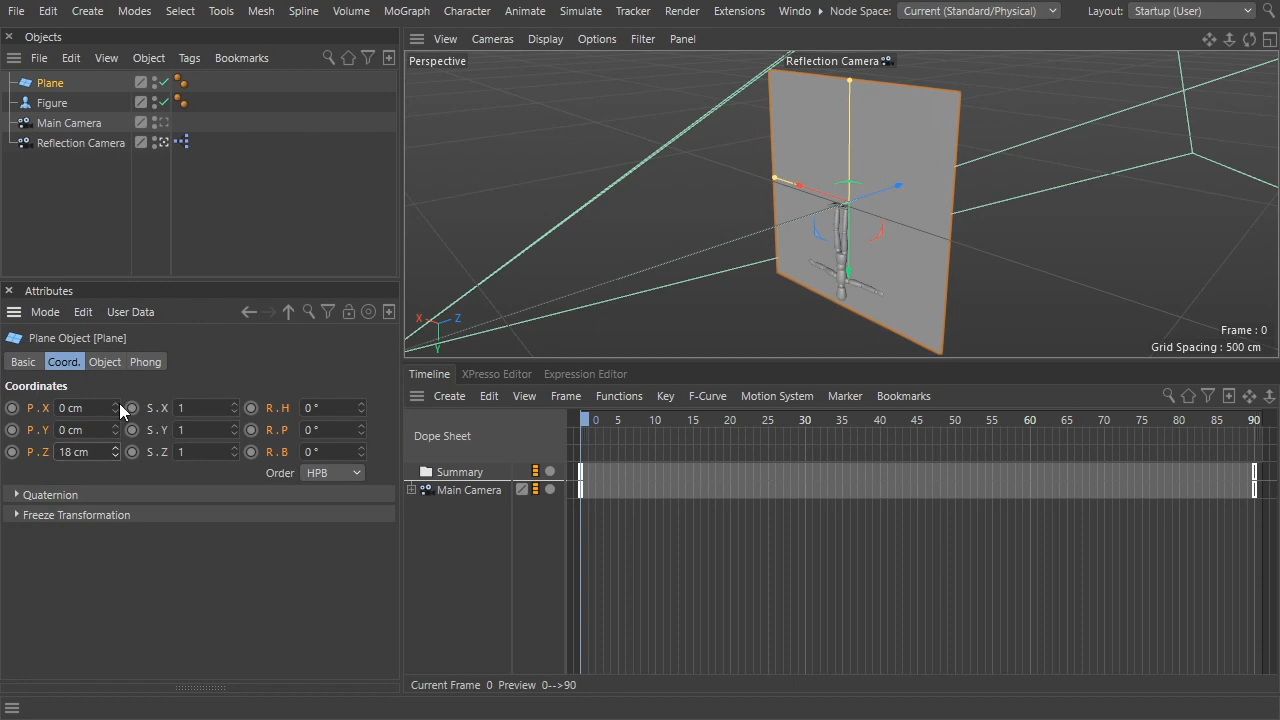 File Edit Create Modes Select Tools Mesh Spline Volume MoGraph Character Animate Simulate Tracker Render Extensions Windo Node Space: Current (Standard/Physical) Layout: Startup (User)
Objects
File Edit View Object Tags Bookmarks
Plane
Figure
Main Camera
Reflection Camera
Attributes
Mode Edit User Data
Plane Object [Plane]
Basic Coord. Object Phong
Coordinates
P . X 0 cm S . X 1 R . H 0 °
P . Y 0 cm S . Y 1 R . P 0 °
P . Z 18 cm S . Z 1 R . B 0 °
Order HPB
Quaternion
Freeze Transformation
View Cameras Display Options Filter Panel
Perspective
Reflection Camera
X Z
Y
Frame : 0
Grid Spacing : 500 cm
Timeline XPresso Editor Expression Editor
Create Edit View Frame Functions Key F-Curve Motion System Marker Bookmarks
0 5 10 15 20 25 30 35 40 45 50 55 60 65 70 75 80 85 90
Dope Sheet
Summary
Main Camera
Current Frame 0 Preview 0-->90